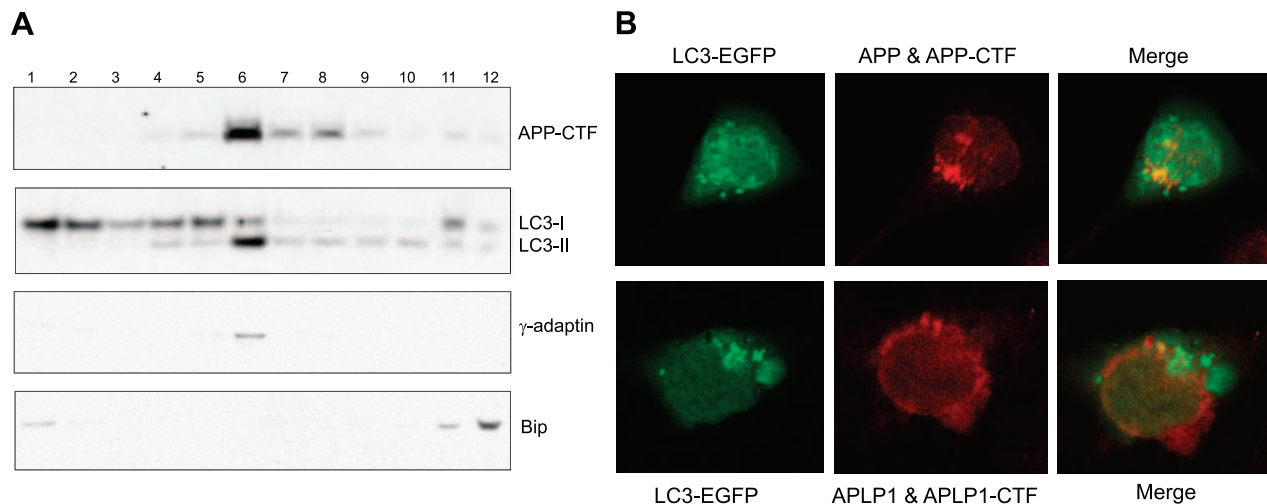 A
1 2 3 4 5 6 7 8 9 10 11 12
APP-CTF
LC3-I
LC3-II
γ-adaptin
Bip
B
LC3-EGFP APP & APP-CTF Merge
LC3-EGFP APLP1 & APLP1-CTF Merge